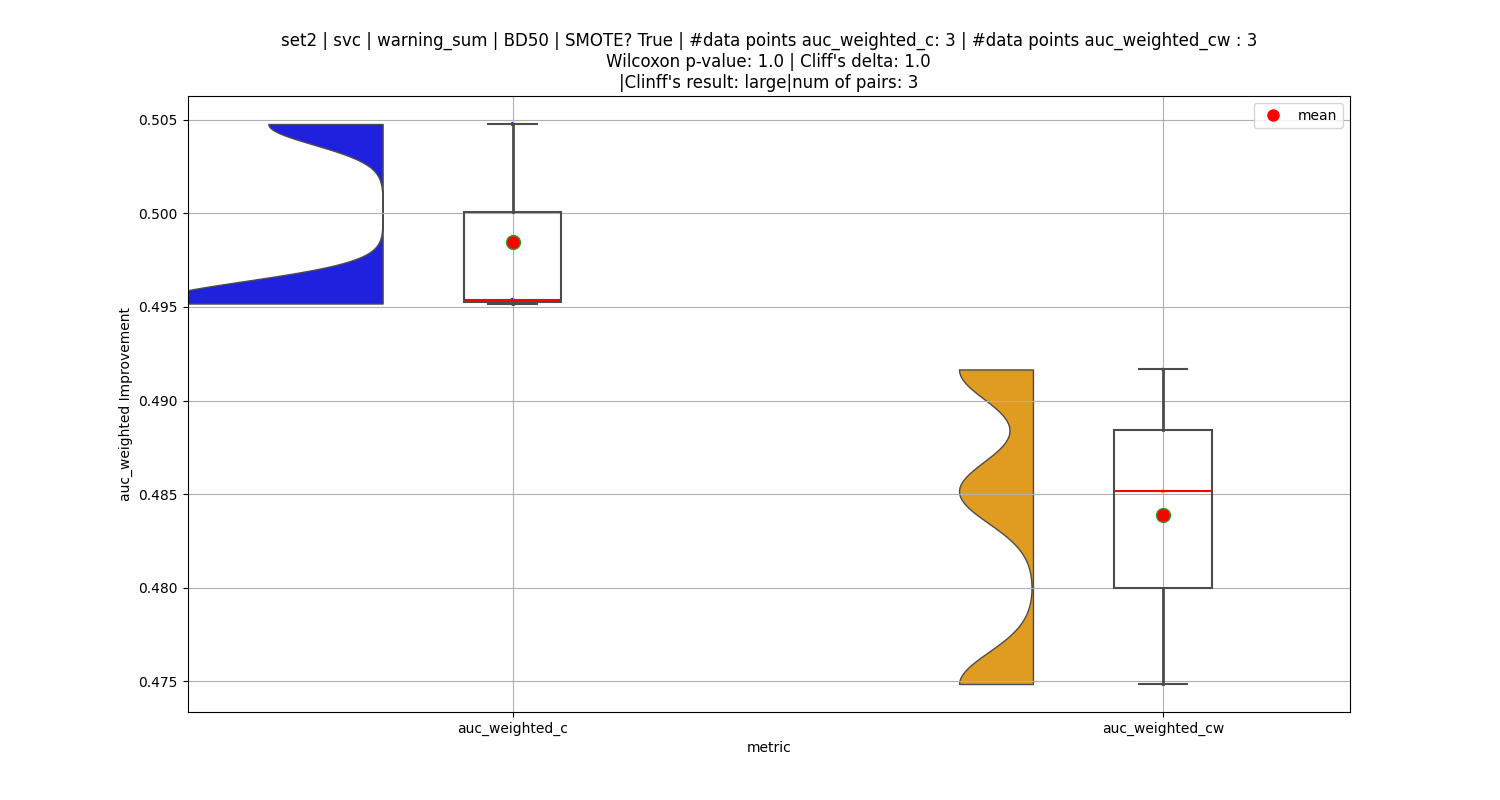 set2 | svc | warning_sum | BD50 | SMOTE? True | #data points auc_weighted_c: 3 | #data points auc_weighted_cw : 3
Wilcoxon p-value: 1.0 | Cliff's delta: 1.0
|Clinff's result: large|num of pairs: 3
mean
0.505
0.500
0.495
0.490
0.485
0.480
0.475
auc_weighted Improvement
auc_weighted_c
auc_weighted_cw
metric